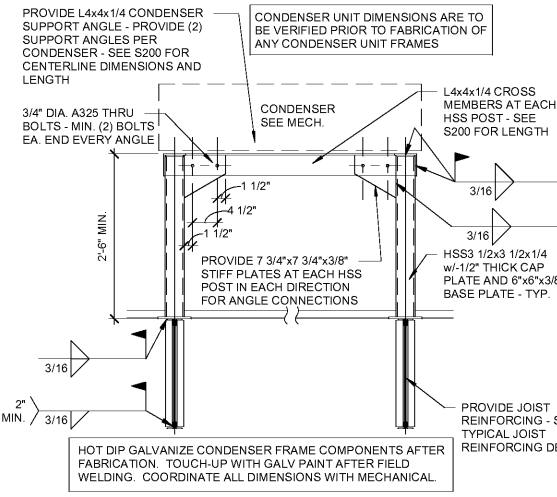 PROVIDE L4x4x1/4 CONDENSER
SUPPORT ANGLE - PROVIDE (2)
SUPPORT ANGLES PER
CONDENSER - SEE S200 FOR
CENTERLINE DIMENSIONS AND
LENGTH
CONDENSER UNIT DIMENSIONS ARE TO
BE VERIFIED PRIOR TO FABRICATION OF
ANY CONDENSER UNIT FRAMES
3/4" DIA. A325 THRU
BOLTS - MIN. (2) BOLTS
EA. END EVERY ANGLE
CONDENSER
SEE MECH.
L4x4x1/4 CROSS
MEMBERS AT EACH
HSS POST - SEE
S200 FOR LENGTH
3/16
3/16
1 1/2"
4 1/2"
1 1/2"
2'-6" MIN.
PROVIDE 7 3/4"x7 3/4"x3/8"
STIFF PLATES AT EACH HSS
POST IN EACH DIRECTION
FOR ANGLE CONNECTIONS
HSS3 1/2x3 1/2x1/4
w/-1/2" THICK CAP
PLATE AND 6"x6"x3/8
BASE PLATE - TYP.
3/16
2"
MIN.
3/16
PROVIDE JOIST
REINFORCING - S
TYPICAL JOIST
REINFORCING DE
HOT DIP GALVANIZE CONDENSER FRAME COMPONENTS AFTER
FABRICATION. TOUCH-UP WITH GALV PAINT AFTER FIELD
WELDING. COORDINATE ALL DIMENSIONS WITH MECHANICAL.